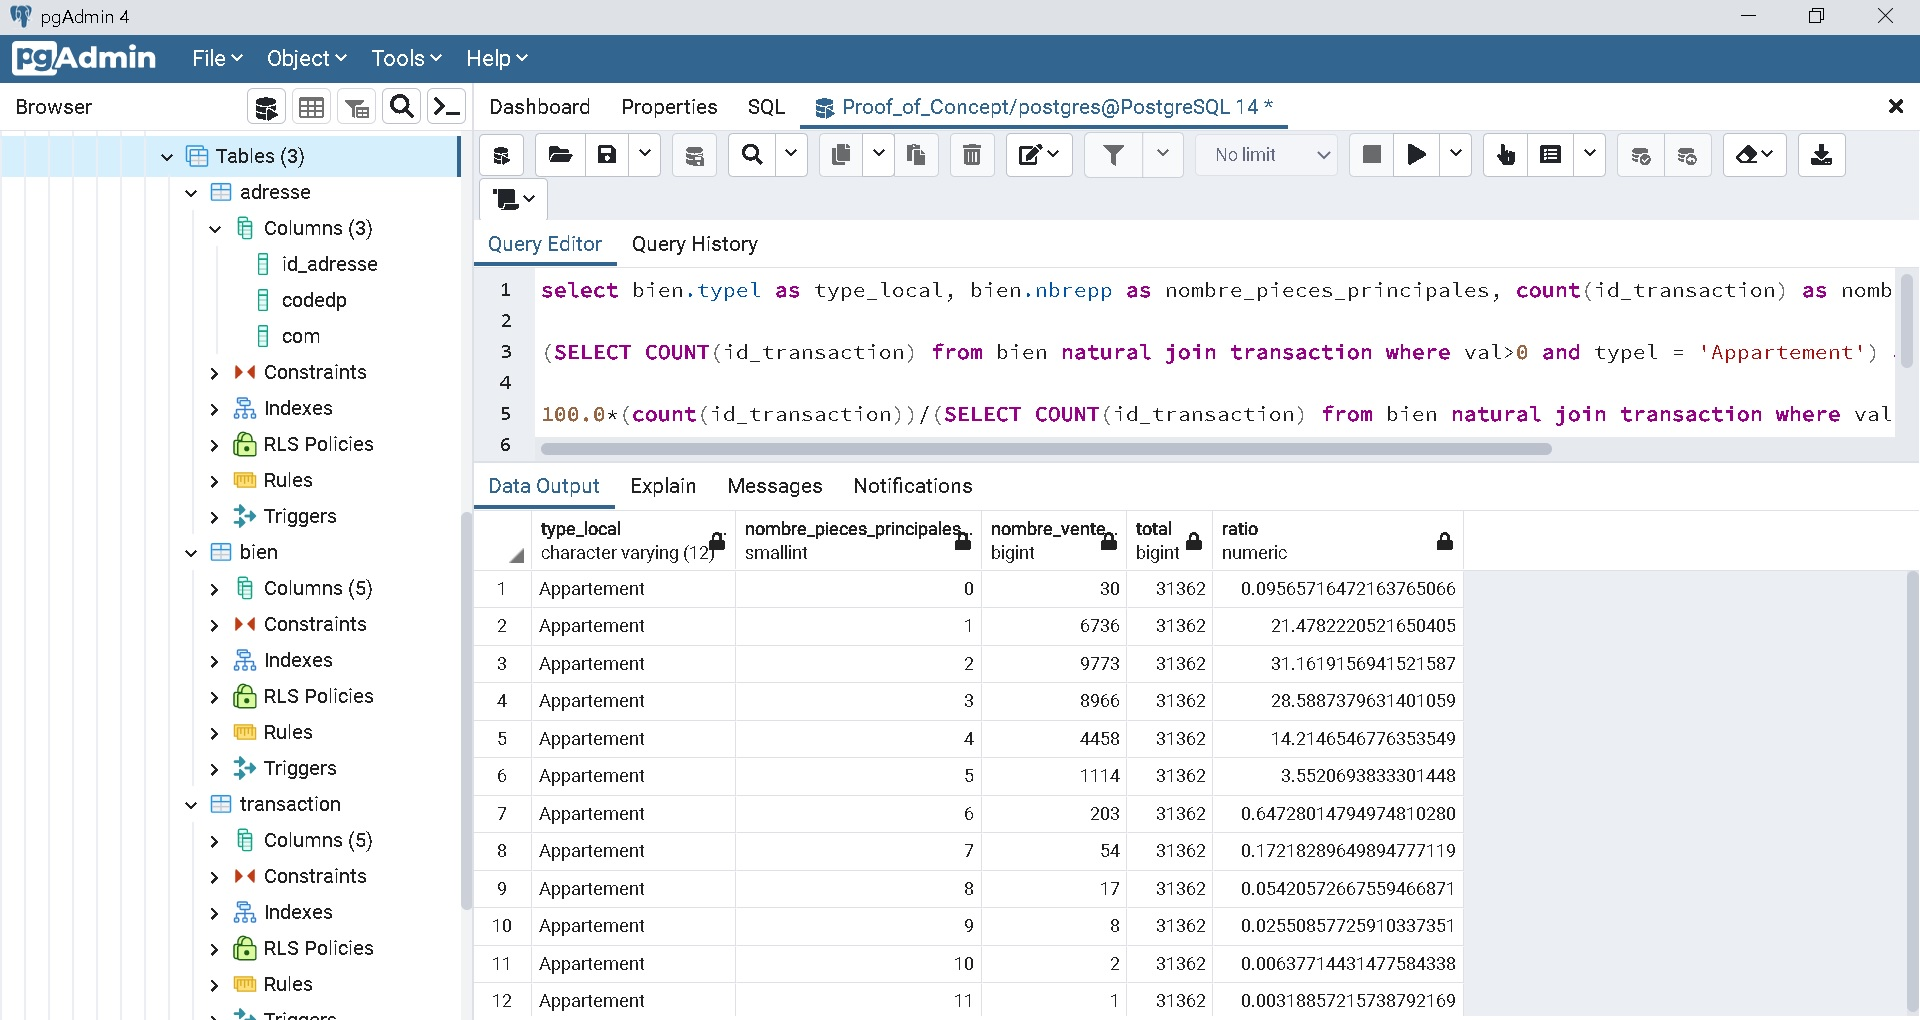 pgAdmin 4
pgAdmin File Object Tools Help
Browser
Dashboard Properties SQL Proof_of_Concept/postgres@PostgreSQL 14 *
No limit
Tables (3)
adresse
Columns (3)
id_adresse
codedp
com
Constraints
Indexes
RLS Policies
Rules
Triggers
bien
Columns (5)
Constraints
Indexes
RLS Policies
Rules
Triggers
transaction
Columns (5)
Constraints
Indexes
RLS Policies
Rules
Triggers
Query Editor Query History
1 select bien.typel as type_local, bien.nbrepp as nombre_pieces_principales, count(id_transaction) as nomb
2
3 (SELECT COUNT(id_transaction) from bien natural join transaction where val>0 and typel = 'Appartement')
4
5 100.0*(count(id_transaction))/(SELECT COUNT(id_transaction) from bien natural join transaction where val
6
Data Output Explain Messages Notifications
type_local nombre_pieces_principales nombre_vente total ratio
character varying (12) smallint bigint bigint numeric
1 Appartement 0 30 31362 0.09565716472163765066
2 Appartement 1 6736 31362 21.4782220521650405
3 Appartement 2 9773 31362 31.1619156941521587
4 Appartement 3 8966 31362 28.5887379631401059
5 Appartement 4 4458 31362 14.2146546776353549
6 Appartement 5 1114 31362 3.5520693833301448
7 Appartement 6 203 31362 0.64728014794974810280
8 Appartement 7 54 31362 0.17218289649894777119
9 Appartement 8 17 31362 0.05420572667559466871
10 Appartement 9 8 31362 0.02550857725910337351
11 Appartement 10 2 31362 0.00637714431477584338
12 Appartement 11 1 31362 0.00318857215738792169